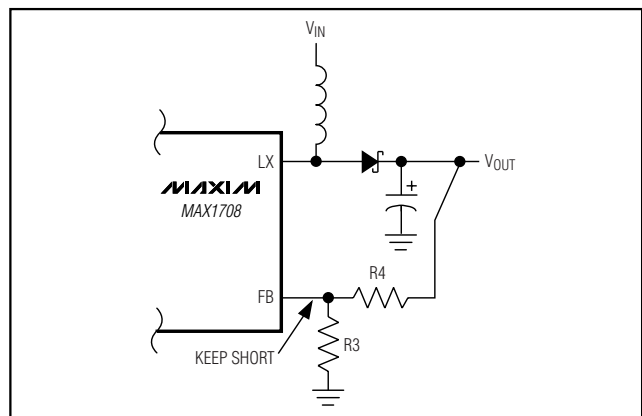 VIN
LX
VOUT
MAXIM
MAX1708
+
R4
FB
R3
KEEP SHORT